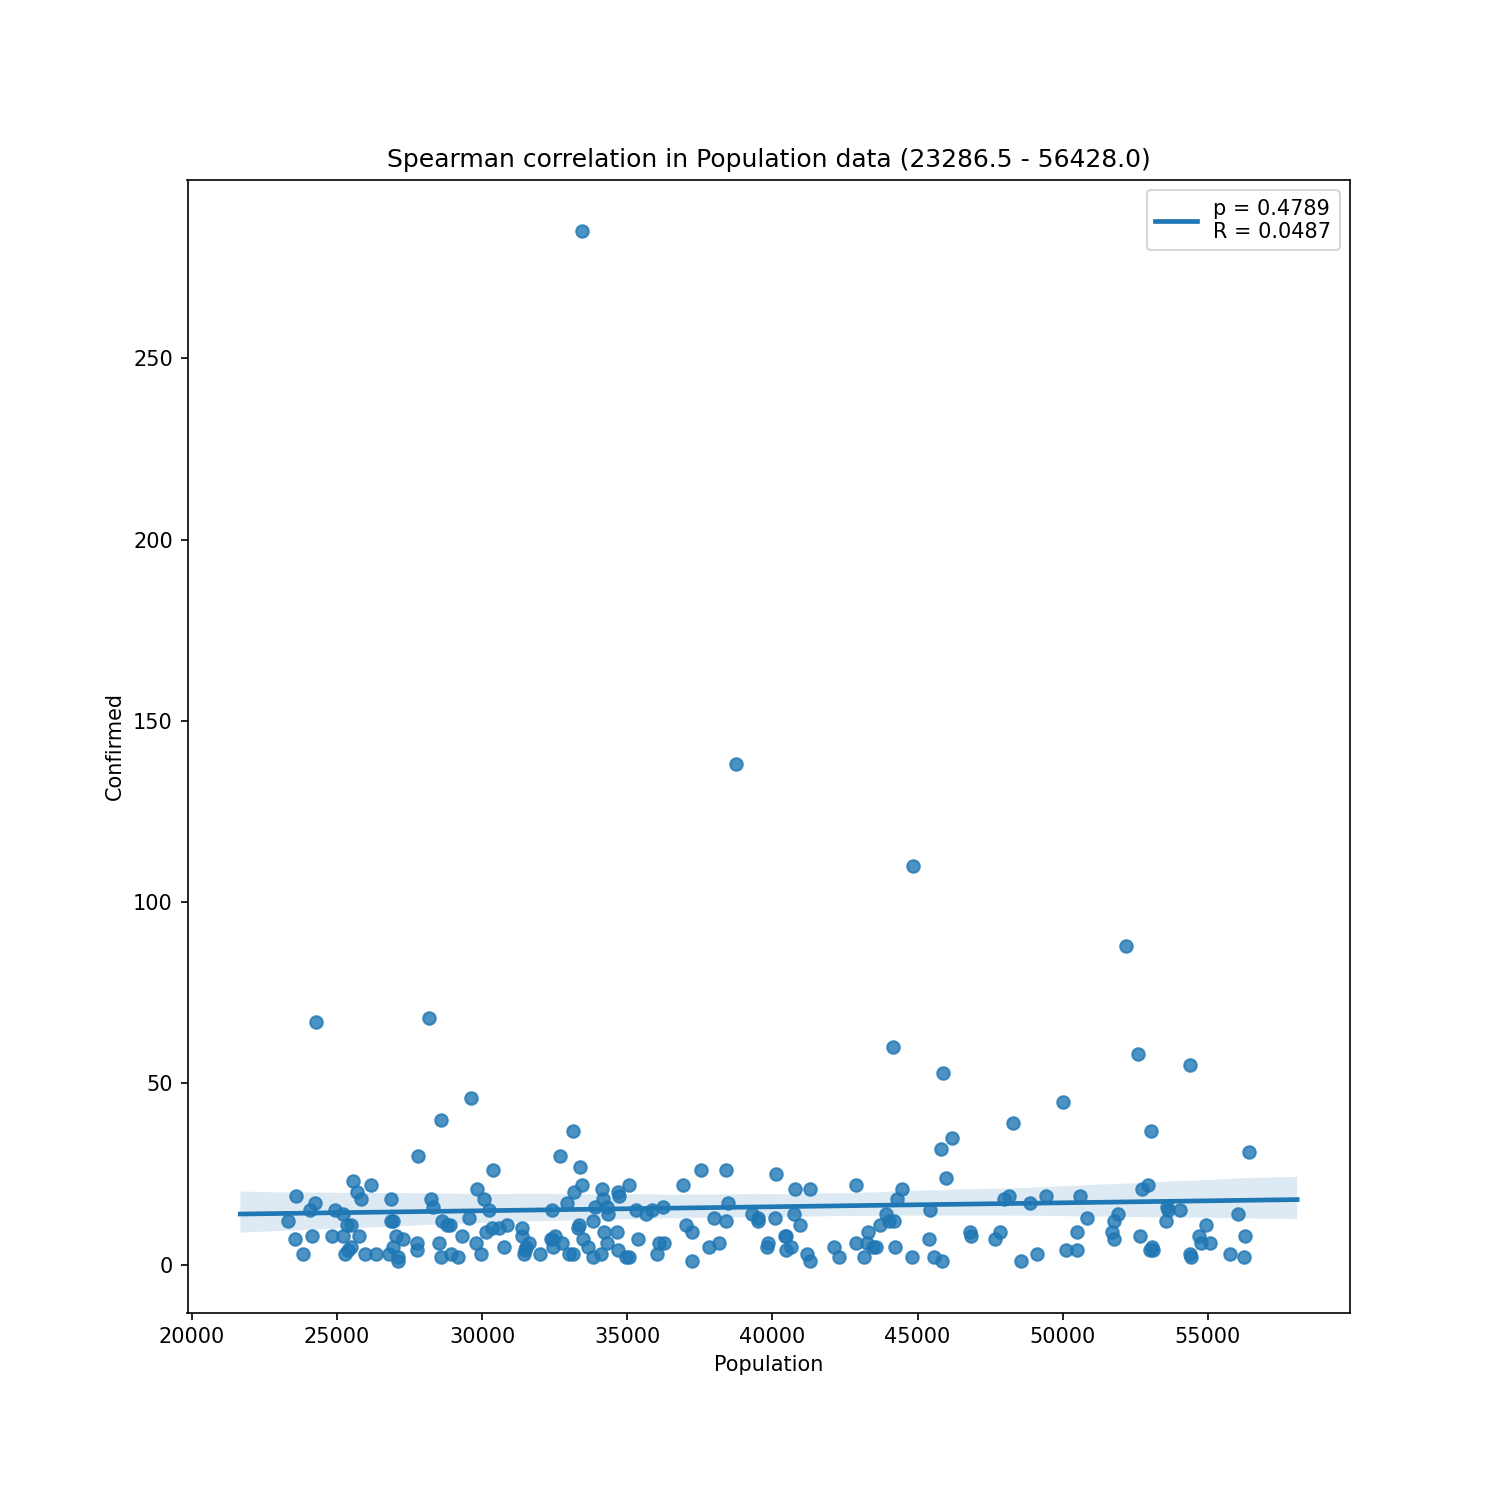 Spearman correlation in Population data (23286.5 - 56428.0)
p = 0.4789
R = 0.0487
250
200
150
100
50
0
Confirmed
20000 25000 30000 35000 40000 45000 50000 55000
Population